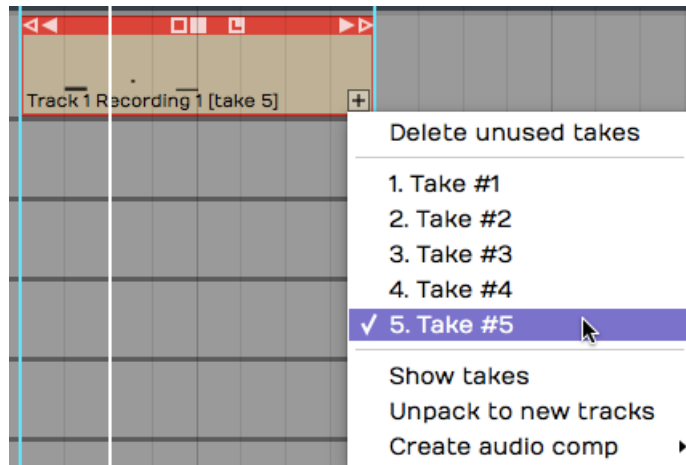 Track 1 Recording 1 [take 5]
Delete unused takes
1. Take #1
2. Take #2
3. Take #3
4. Take #4
✓ 5. Take #5
Show takes
Unpack to new tracks
Create audio comp